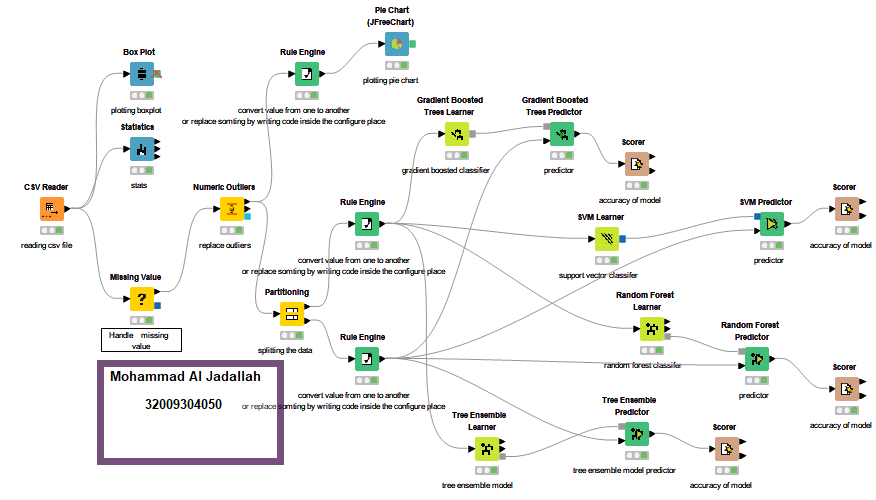 Pie Chart
(JFreeChart)
plotting pie chart
Box Plot
plotting boxplot
Rule Engine
convert value from one to another
or replace somting by writing code inside the configure place
Statistics
stats
Gradient Boosted
Trees Learner
gradient boosted classifier
Gradient Boosted
Trees Predictor
predictor
Scorer
accuracy of model
CSV Reader
reading csv file
Numeric Outliers
replace outliers
Rule Engine
convert value from one to another
or replace somting by writing code inside the configure place
SVM Learner
support vector classifer
SVM Predictor
predictor
Scorer
accuracy of model
Missing Value
Handle missing
value
Partitioning
splitting the data
Rule Engine
convert value from one to another
or replace somting by writing code inside the configure place
Random Forest
Learner
random forest classifier
Random Forest
Predictor
predictor
Scorer
accuracy of model
Mohammad Al Jadallah
32009304050
Tree Ensemble
Learner
tree ensemble model
Tree Ensemble
Predictor
tree ensemble model predictor
Scorer
accuracy of model